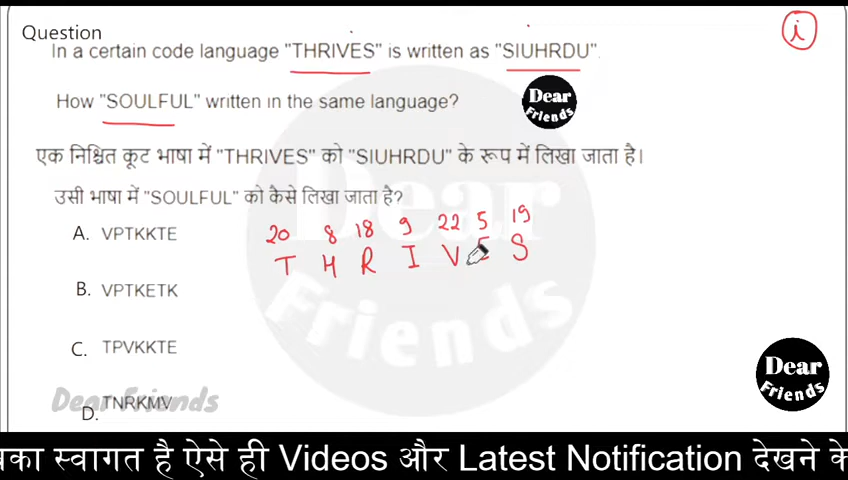 Question
In a certain code language "THRIVES" is written as "SIUHRDU".
i
How "SOULFUL" written in the same language?
Dear
Friends
एक निश्चित कूट भाषा में "THRIVES" को "SIUHRDU" के रूप में लिखा जाता है।
उसी भाषा में "SOULFUL" को कैसे लिखा जाता है?
A. VPTKKTE
20 8 18 9 22 5 19
T H R I V E S
B. VPTKETK
C. TPVKKTE
D. TNRKMV
Dear
Friends
Dear Friends
Dear
Friends
का स्वागत है ऐसे ही Videos और Latest Notification देखने के